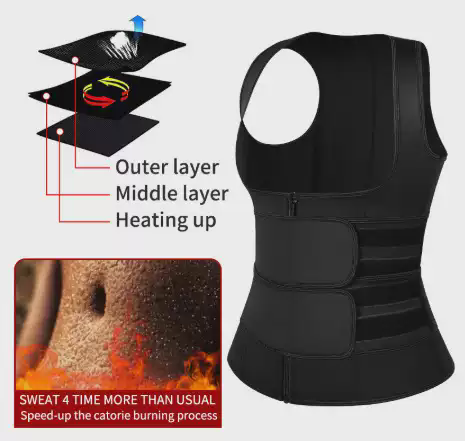 Outer layer
Middle layer
Heating up
SWEAT 4 TIME MORE THAN USUAL
Speed-up the catorie burning process